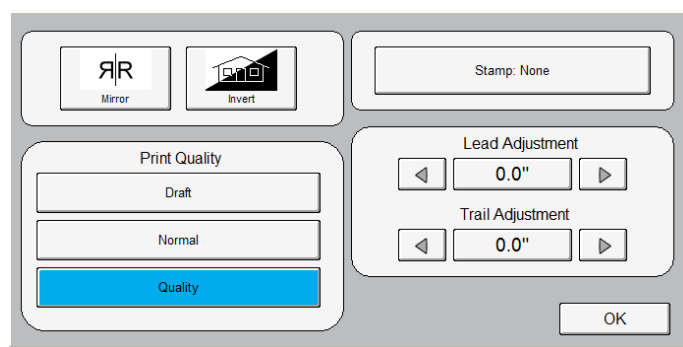 ЯR
Mirror
Invert
Stamp: None
Print Quality
Draft
Normal
Quality
Lead Adjustment
0.0"
Trail Adjustment
0.0"
OK